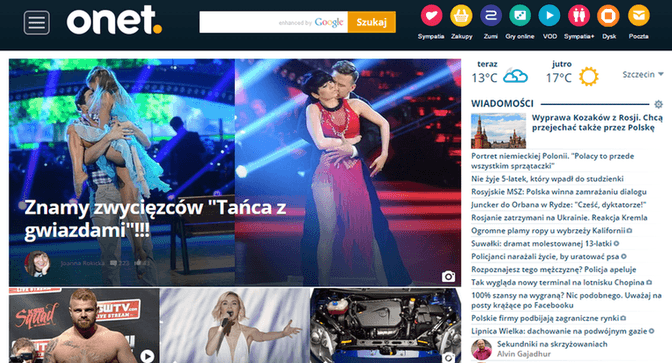 onet.
enhanced by Google
Szukaj
Sympatia Zakupy Zumi Gry online VOD Sympatia+ Dysk Poczta
teraz
13°C
jutro
17°C
Szczecin
Znamy zwycięzców "Tańca z
gwiazdami"!!!
Joanna Rokicka
WIADOMOŚCI
Wyprawa Kozaków z Rosji. Chcą
przejechać także przez Polskę
Portret niemieckiej Polonii. "Polacy to przede
wszystkim sprzątaczki"
Nie żyje 5-latek, który wpadł do studzienki
Rosyjskie MSZ: Polska winna zamrażaniu dialogu
Juncker do Orbana w Rydze: "Cześć, dyktatorze!"
Rosjanie zatrzymani na Ukrainie. Reakcja Kremla
Ogromne plamy ropy u wybrzeży Kalifornii
Suwałki: dramat molestowanej 13-latki
Policjanci narażali życie, by uratować psa
Rozpoznajesz tego mężczyznę? Policja apeluje
Tak wygląda nowy terminal na lotnisku Chopina
100% szansy na wygraną? Nic podobnego. Uważaj na
posty krążące po Facebooku
Polskie firmy podbijają zagraniczne rynki
Lipnica Wielka: dachowanie na podwójnym gazie
Sekundniki na skrzyżowaniach
Alvin Gajadhur